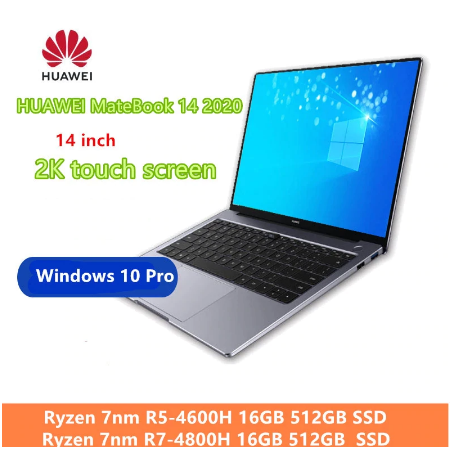 HUAWEI
HUAWEI MateBook 14 2020
14 inch
2K touch screen
Windows 10 Pro
Ryzen 7nm R5-4600H 16GB 512GB SSD
Ryzen 7nm R7-4800H 16GB 512GB SSD